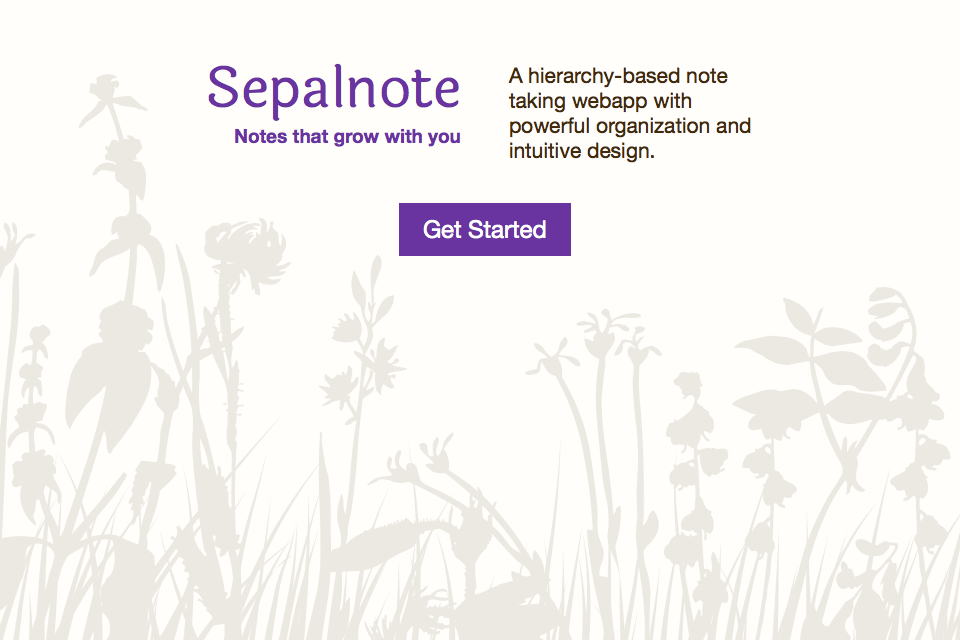 Sepalnote
Notes that grow with you
A hierarchy-based note
taking webapp with
powerful organization and
intuitive design.
Get Started